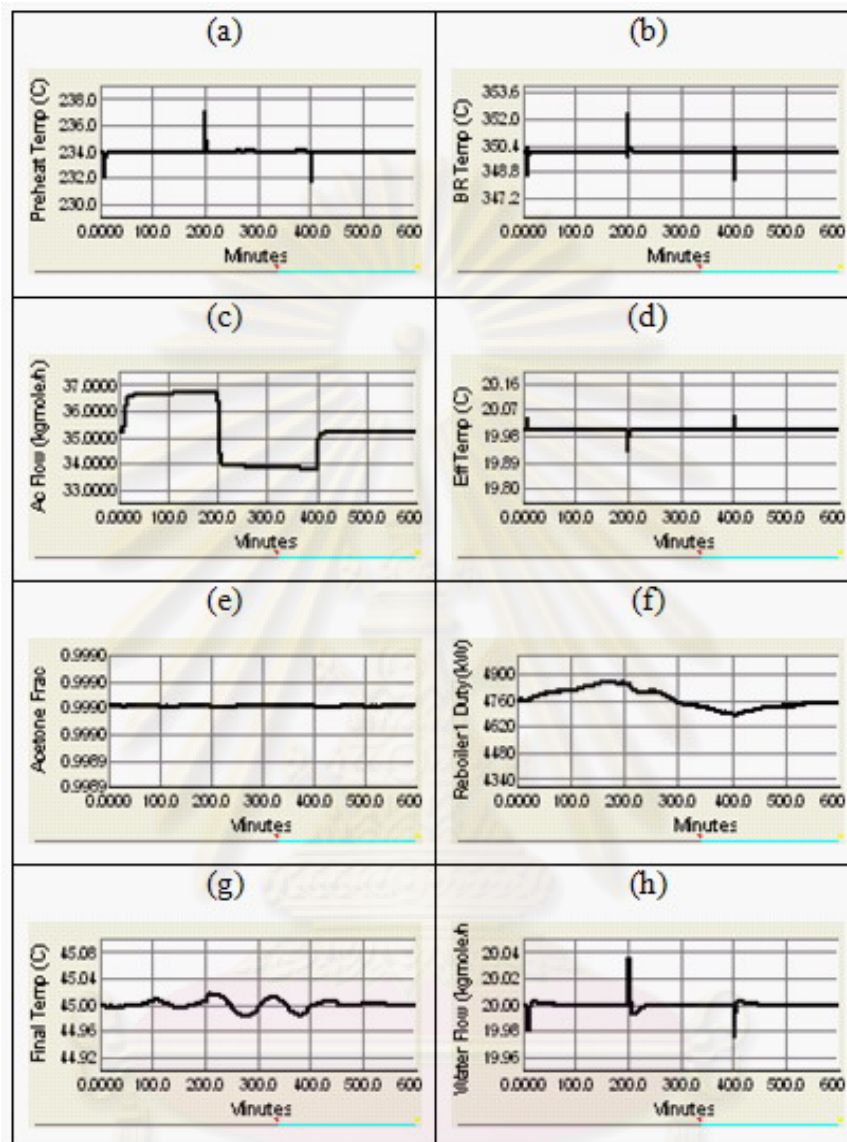 (a)
Preheat Temp (C)
238.0
236.0
234.0
232.0
230.0
0.0000 100.0 200.0 300.0 400.0 500.0 600
Minutes
(b)
BR Temp (C)
353.6
352.0
350.4
348.8
347.2
0.0000 100.0 200.0 300.0 400.0 500.0 600
Minutes
(c)
Ac Flow (kgmole/h)
37.0000
36.0000
35.0000
34.0000
33.0000
0.0000 100.0 200.0 300.0 400.0 500.0 600
Minutes
(d)
Eff Temp (C)
20.16
20.07
19.98
19.89
19.80
0.0000 100.0 200.0 300.0 400.0 500.0 600
Minutes
(e)
Acetone Frac
0.9990
0.9990
0.9990
0.9990
0.9989
0.9989
0.0000 100.0 200.0 300.0 400.0 500.0 600
Minutes
(f)
Reboiler1 Duty(kW)
4900
4760
4620
4480
4340
0.0000 100.0 200.0 300.0 400.0 500.0 600
Minutes
(g)
Final Temp (C)
45.08
45.04
45.00
44.96
44.92
0.0000 100.0 200.0 300.0 400.0 500.0 600
Minutes
(h)
Water Flow (kgmole/h
20.04
20.02
20.00
19.98
19.96
0.0000 100.0 200.0 300.0 400.0 500.0 600
Minutes